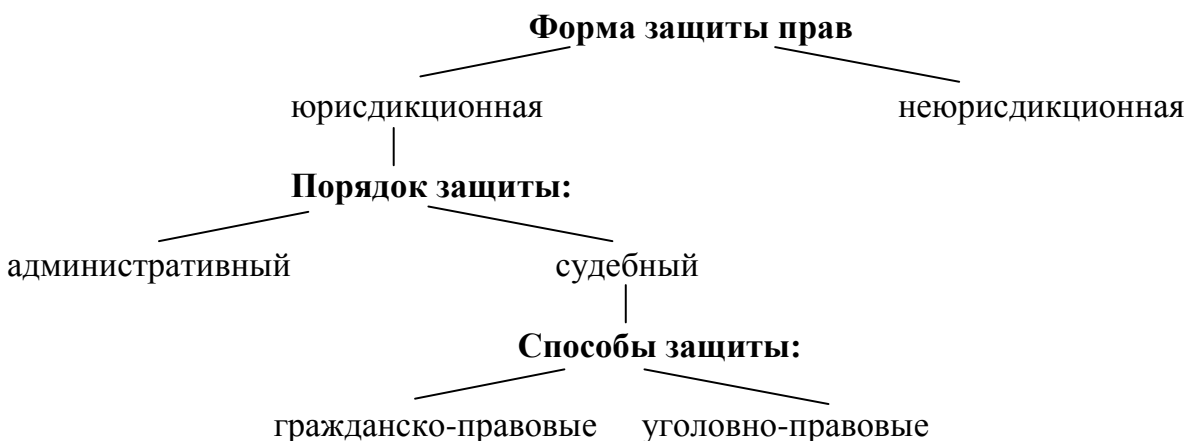 Форма защиты прав
юрисдикционная неюрисдикционная
Порядок защиты:
административный судебный
Способы защиты:
гражданско-правовые уголовно-правовые